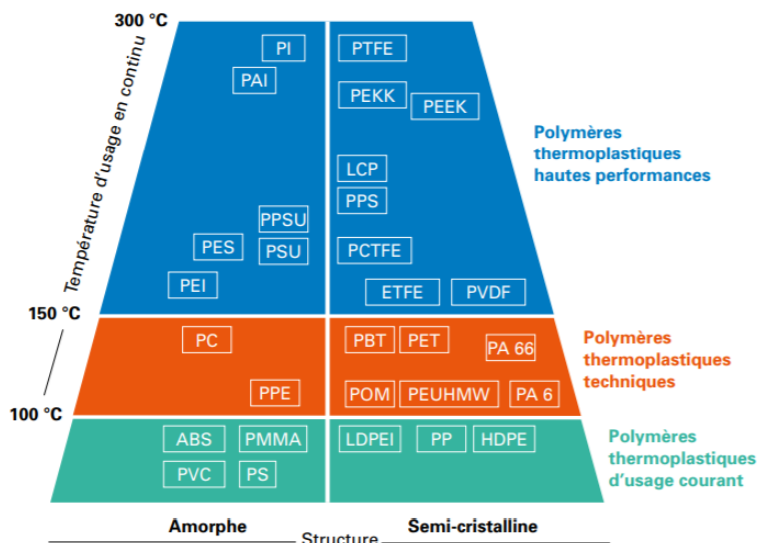 300 °C
Température d'usage en continu
PI
PTFE
PAI
PEKK
PEEK
Polymères
thermoplastiques
hautes performances
LCP
PPS
PPSU
PES
PSU
PCTFE
PEI
ETFE
PVDF
150 °C
PC
PBT
PET
PA 66
Polymères
thermoplastiques
techniques
PPE
POM
PEUHMW
PA 6
100 °C
ABS
PMMA
LDPEI
PP
HDPE
Polymères
thermoplastiques
d'usage courant
PVC
PS
Amorphe
Semi-cristalline
Structure